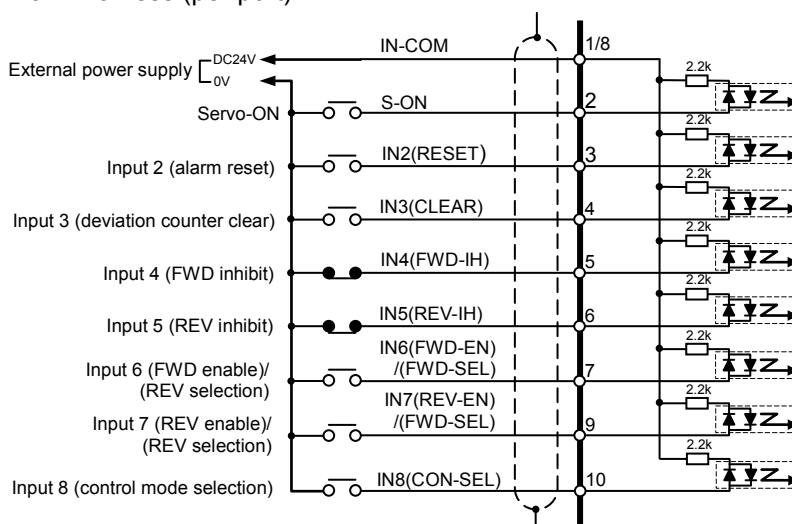 IN-COM
1/8
External power supply
DC24V
0V
2.2k
Servo-ON
S-ON
2
2.2k
Input 2 (alarm reset)
IN2(RESET)
3
2.2k
Input 3 (deviation counter clear)
IN3(CLEAR)
4
2.2k
Input 4 (FWD inhibit)
IN4(FWD-IH)
5
2.2k
Input 5 (REV inhibit)
IN5(REV-IH)
6
2.2k
Input 6 (FWD enable)/
(REV selection)
IN6(FWD-EN)
/(FWD-SEL)
7
2.2k
Input 7 (REV enable)/
(REV selection)
IN7(REV-EN)
/(FWD-SEL)
9
2.2k
Input 8 (control mode selection)
IN8(CON-SEL)
10